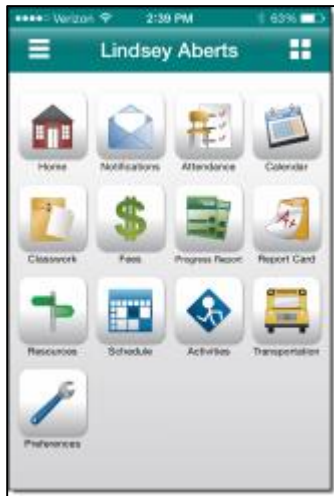 Verizon 2:39 PM 63%
Lindsey Aberts
Home Notifications Attendance Calendar
Classwork Fees Progress Report Report Card
A+
Resources Schedule Activities Transportation
Preferences